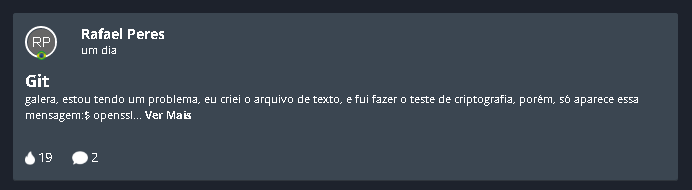 RP
Rafael Peres
um dia
Git
galera, estou tendo um problema, eu criei o arquivo de texto, e fui fazer o teste de criptografia, porém, só aparece essa
mensagem:$ openssl... Ver Mais
19 2